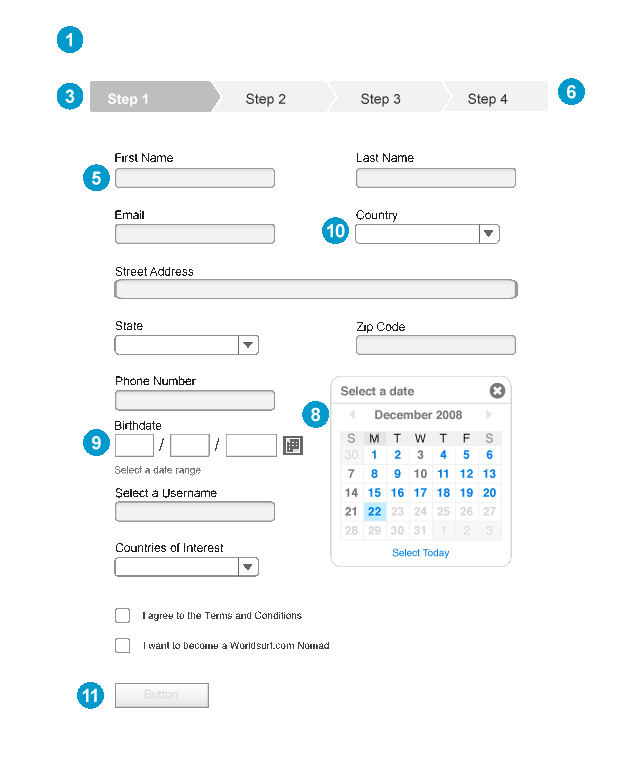 1
3 Step 1 Step 2 Step 3 Step 4 6
First Name Last Name
5
Email Country
10
Street Address
State Zip Code
Phone Number
Select a date
8 December 2008
Birthdate
9 / /
S M T W T F S
30 1 2 3 4 5 6
7 8 9 10 11 12 13
14 15 16 17 18 19 20
21 22 23 24 25 26 27
28 29 30 31 1 2 3
Select Today
Select a date range
Select a Username
Countries of Interest
I agree to the Terms and Conditions
I want to become a Worldsurf.com Nomad
11 Button